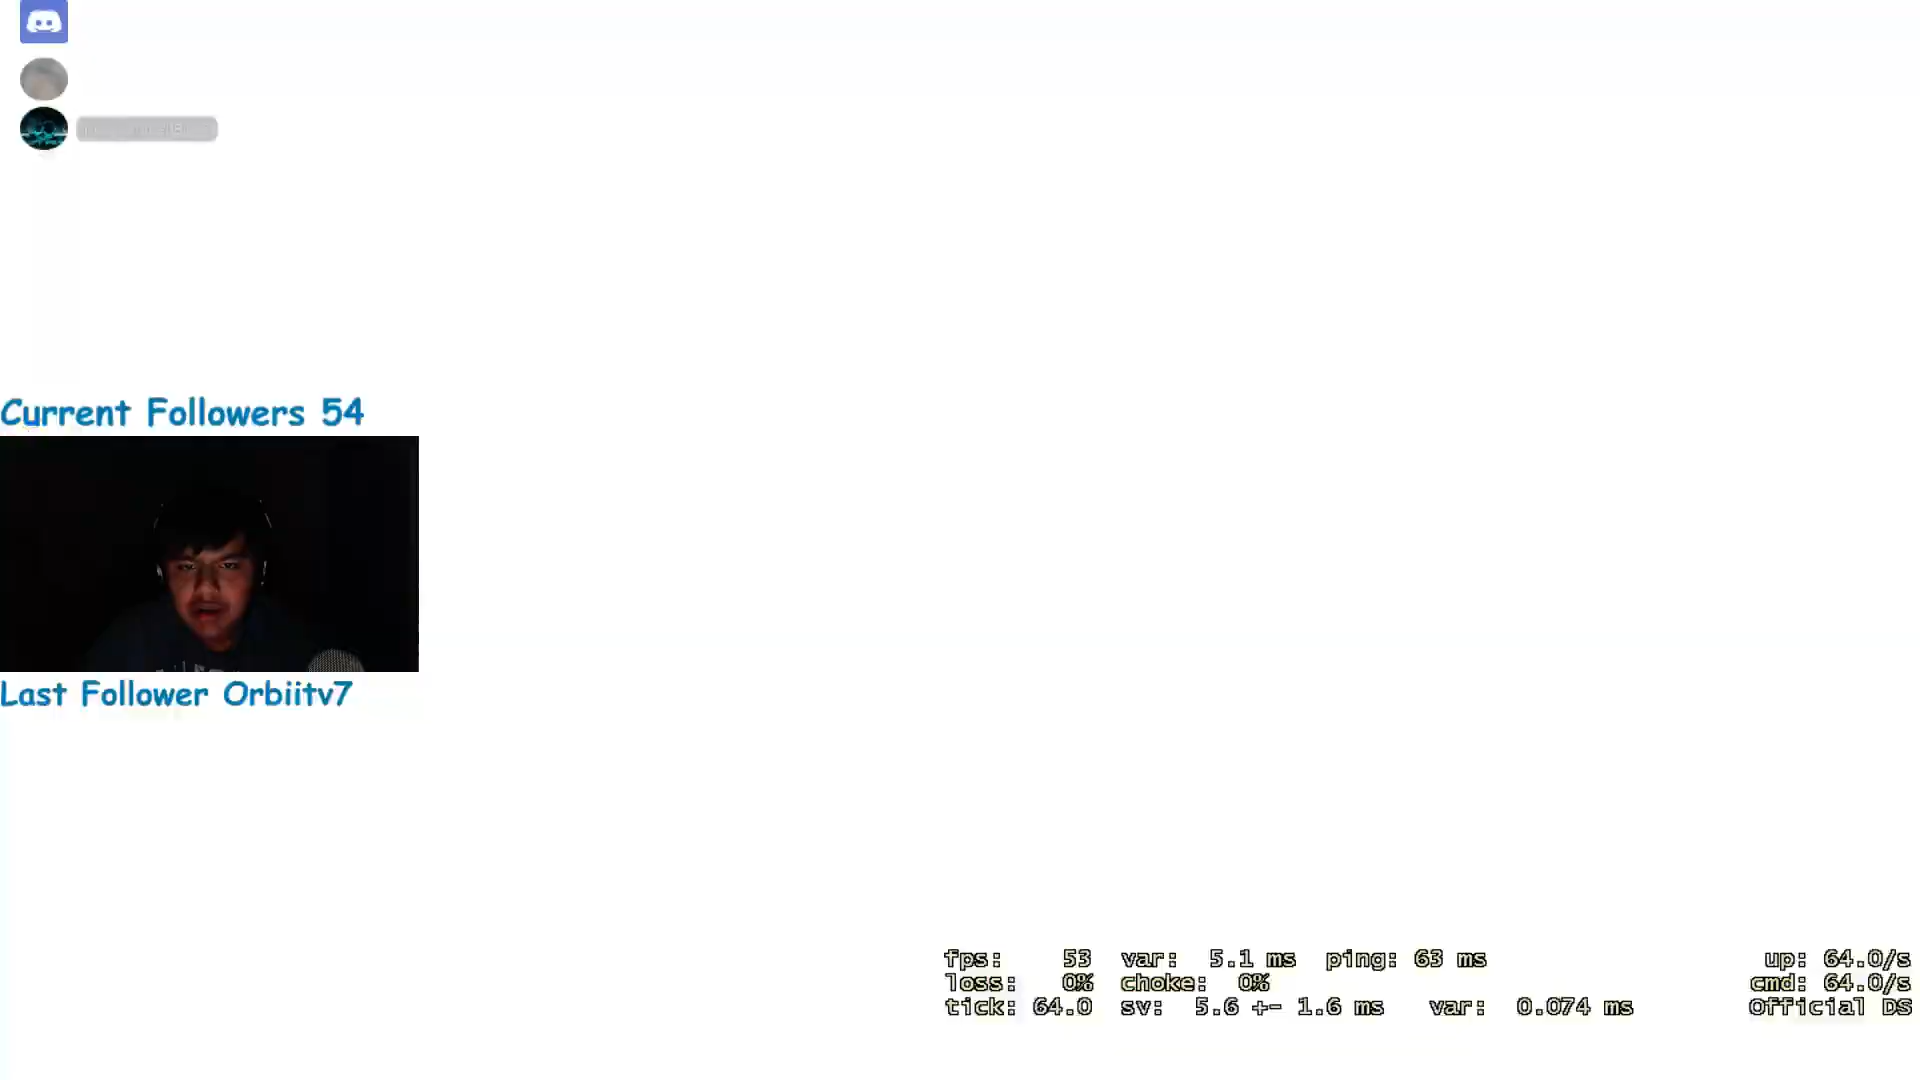 Current Followers 54
Last Follower Orbiitv7
fps: 53 var: 5.1 ms ping: 63 ms up: 64.0/s
loss: 0% choke: 0% cmd: 64.0/s
tick: 64.0 sv: 5.6 +- 1.6 ms var: 0.074 ms Official DS